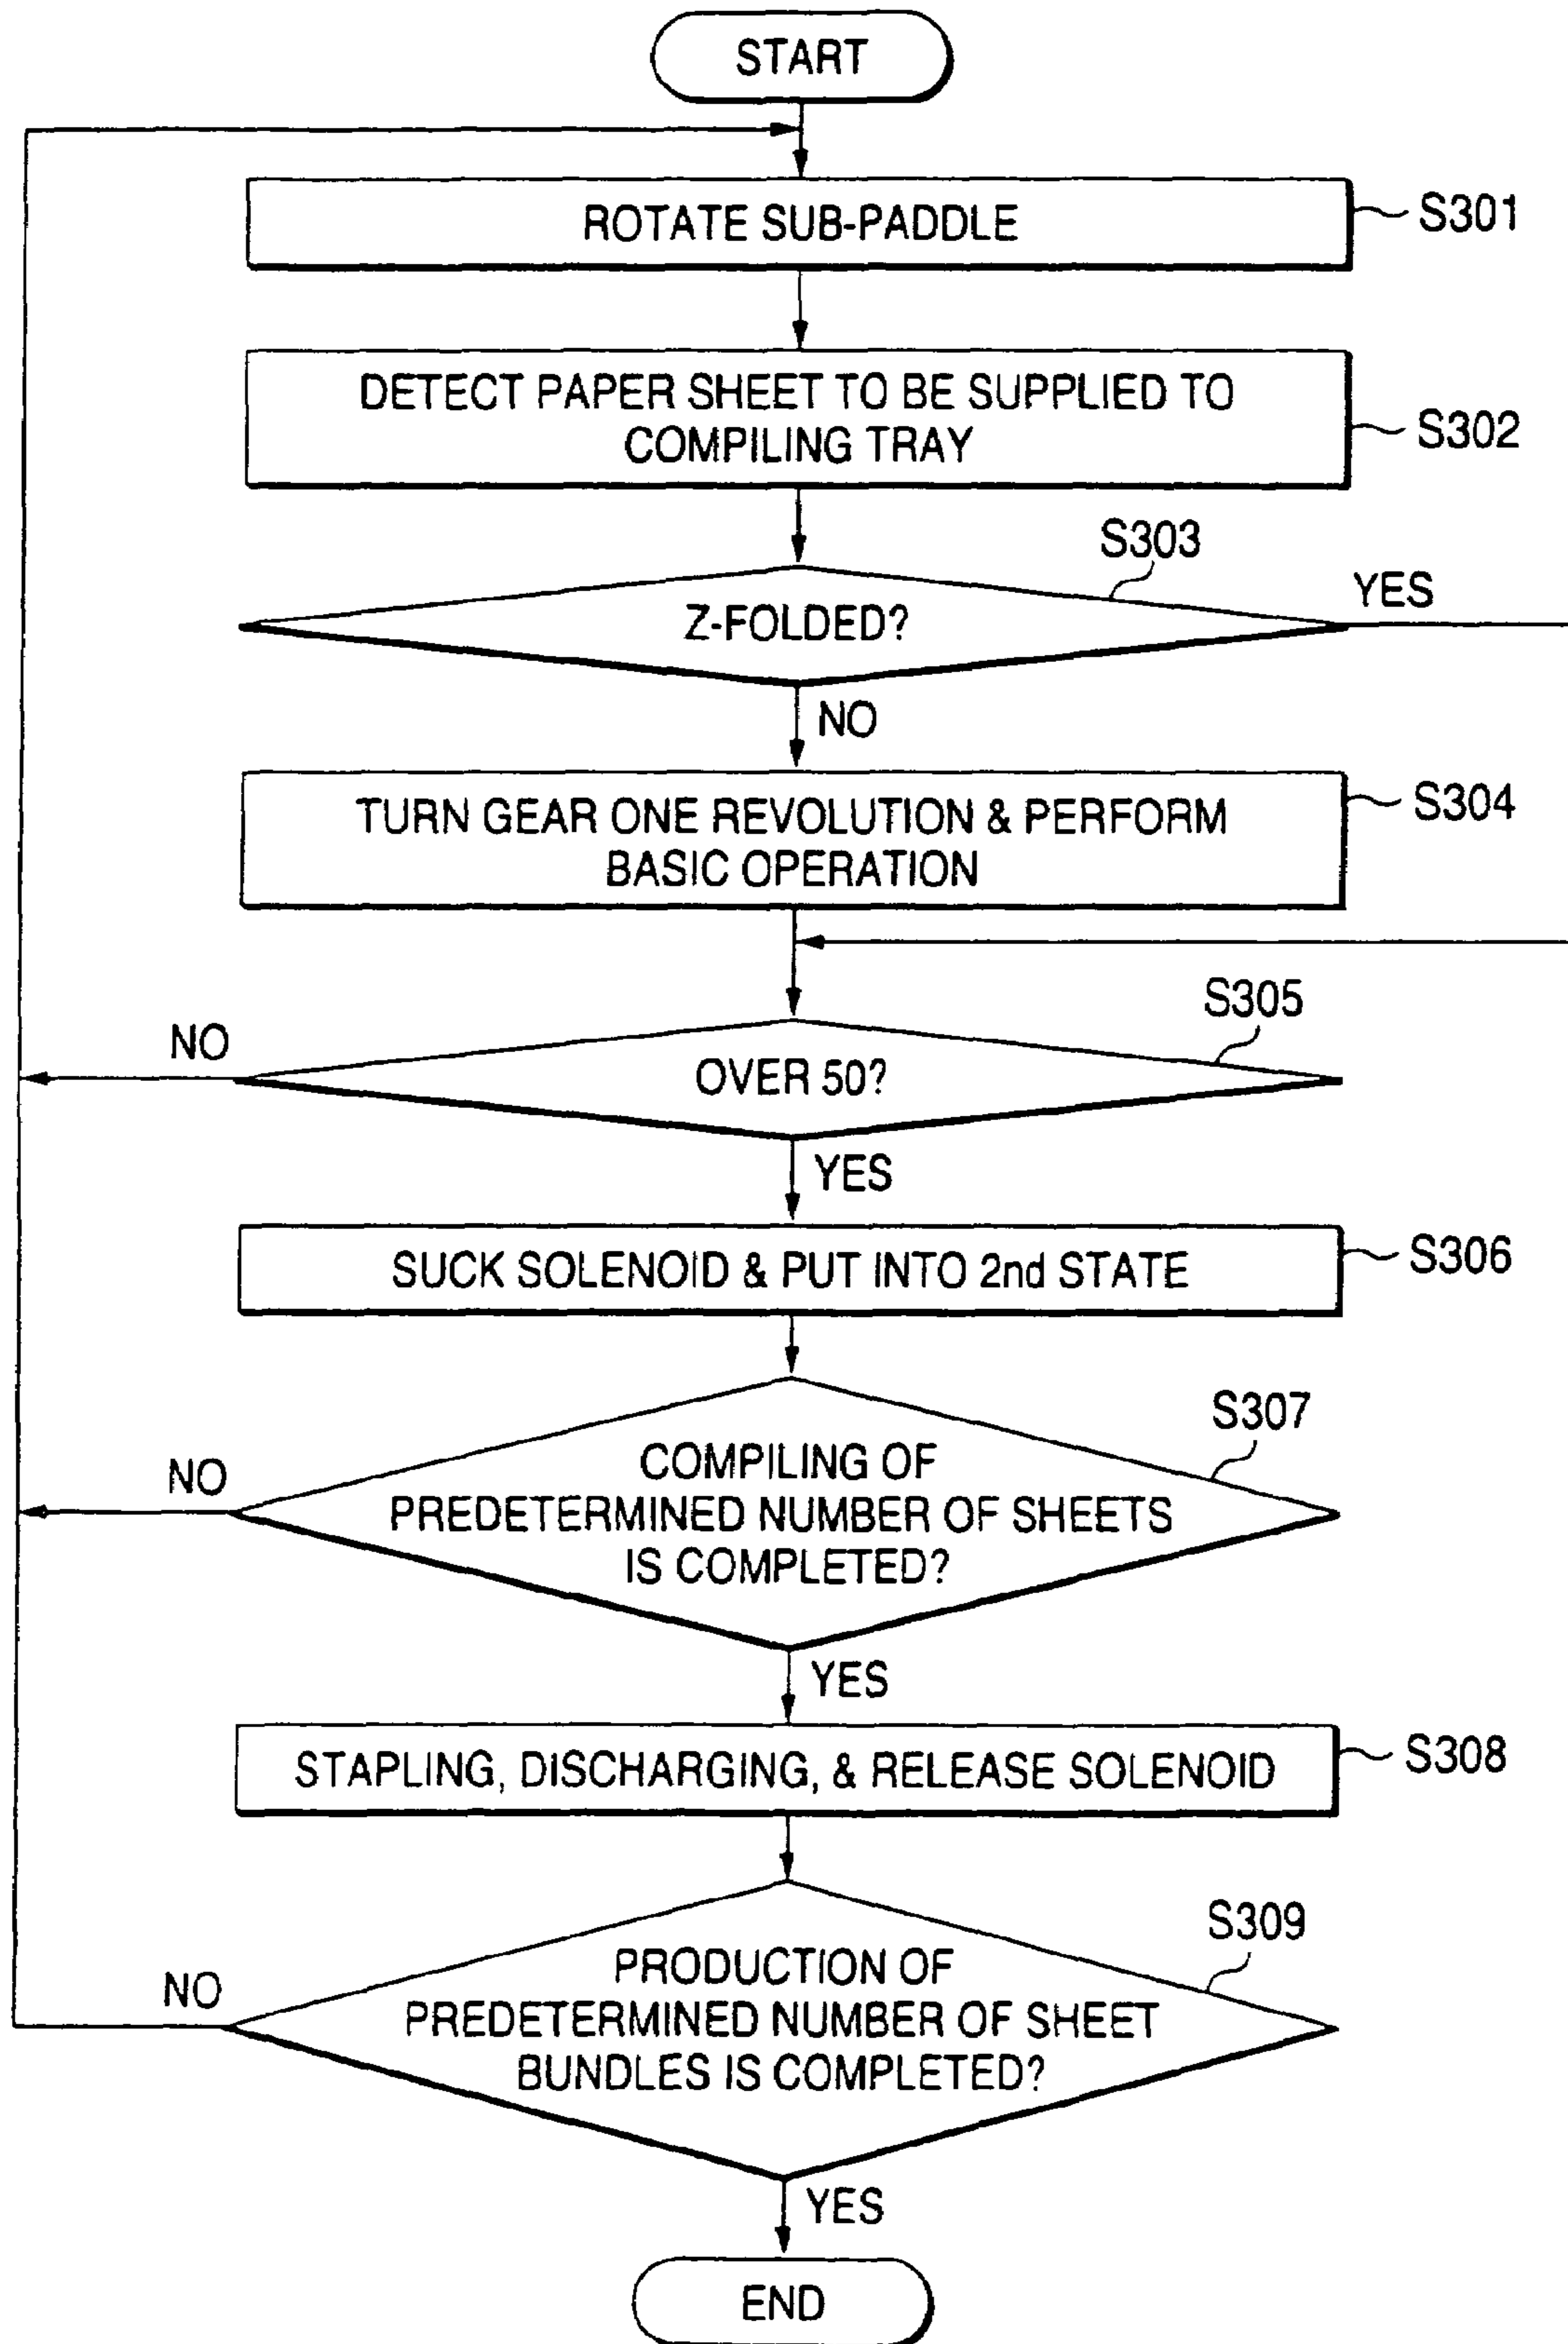 START
ROTATE SUB-PADDLE
S301
DETECT PAPER SHEET TO BE SUPPLIED TO
COMPILING TRAY
S302
S303
Z-FOLDED?
YES
NO
TURN GEAR ONE REVOLUTION & PERFORM
BASIC OPERATION
S304
S305
NO
OVER 50?
YES
SUCK SOLENOID & PUT INTO 2nd STATE
S306
S307
NO
COMPILING OF
PREDETERMINED NUMBER OF SHEETS
IS COMPLETED?
YES
STAPLING, DISCHARGING, & RELEASE SOLENOID
S308
S309
NO
PRODUCTION OF
PREDETERMINED NUMBER OF SHEET
BUNDLES IS COMPLETED?
YES
END